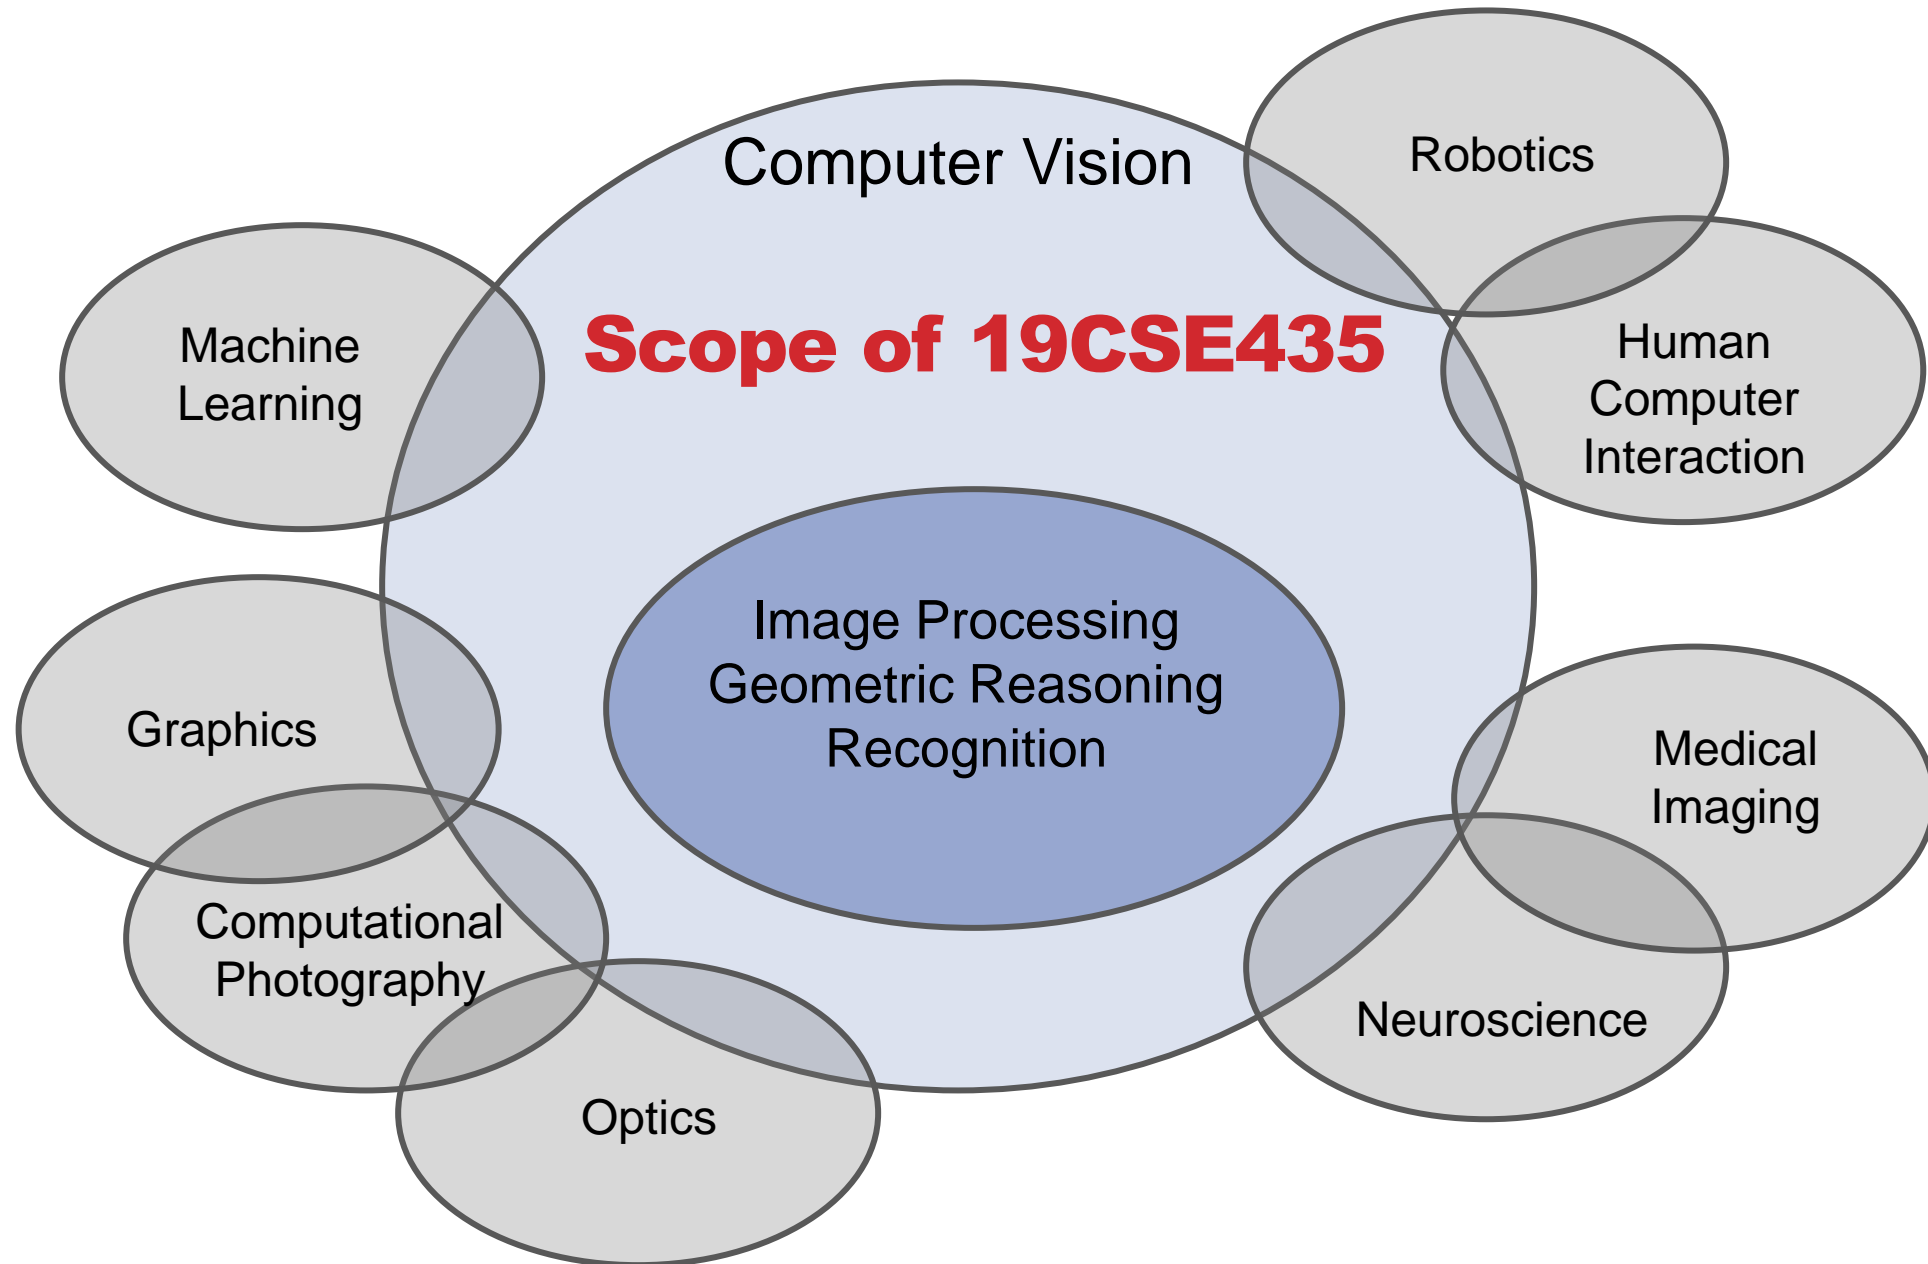 Computer Vision
Robotics
Scope of 19CSE435
Machine
Learning
Human
Computer
Interaction
Image Processing
Geometric Reasoning
Recognition
Graphics
Medical
Imaging
Computational
Photography
Neuroscience
Optics